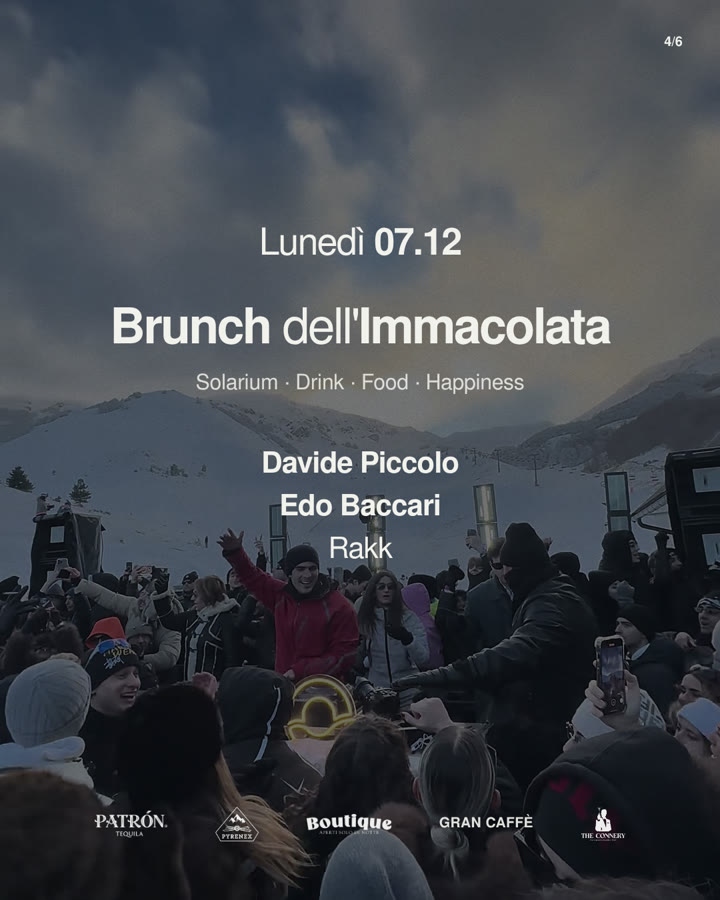 4/6
Lunedì 07.12
Brunch dell'Immacolata
Solarium · Drink · Food · Happiness
Davide Piccolo
Edo Baccari
Rakk
PATRÓN.
TEQUILA
PYRENEX
Boutique
GRAN CAFFÈ
THE CONNERY